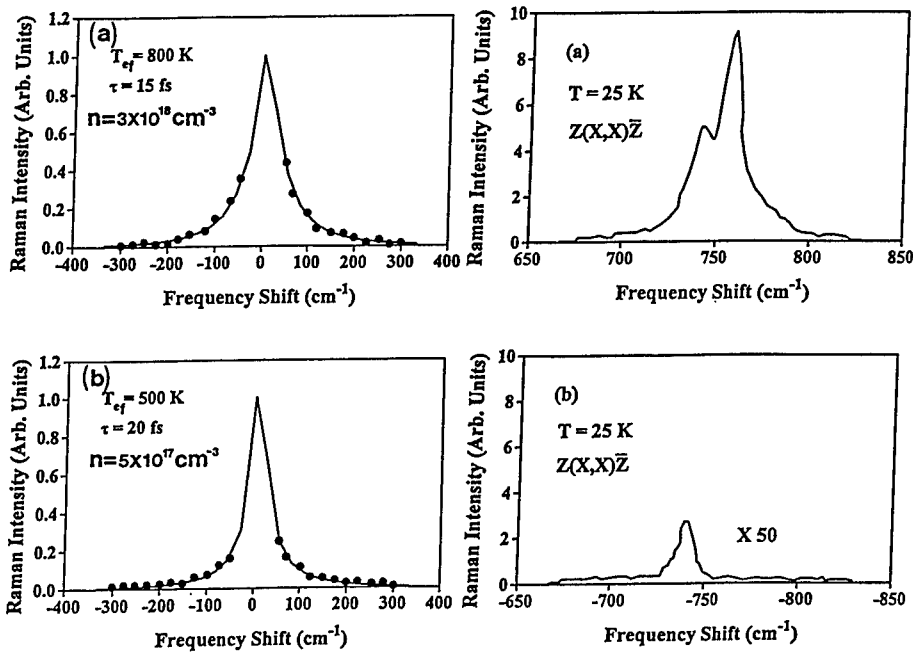 (a)
T_ef = 800 K
τ = 15 fs
n=3X10^18 cm^-3
Raman Intensity (Arb. Units)
1.2
1.0
0.8
0.6
0.4
0.2
0.0
-400 -300 -200 -100 0 100 200 300 400
Frequency Shift (cm^-1)
(a)
T = 25 K
Z(X,X)Z̅
Raman Intensity (Arb. Units)
10
8
6
4
2
0
650 700 750 800 850
Frequency Shift (cm^-1)
(b)
T_ef = 500 K
τ = 20 fs
n=5X10^17 cm^-3
Raman Intensity (Arb. Units)
1.2
1.0
0.8
0.6
0.4
0.2
0.0
-400 -300 -200 -100 0 100 200 300 400
Frequency Shift (cm^-1)
(b)
T = 25 K
Z(X,X)Z̅
X 50
Raman Intensity (Arb. Units)
10
8
6
4
2
0
-650 -700 -750 -800 -850
Frequency Shift (cm^-1)